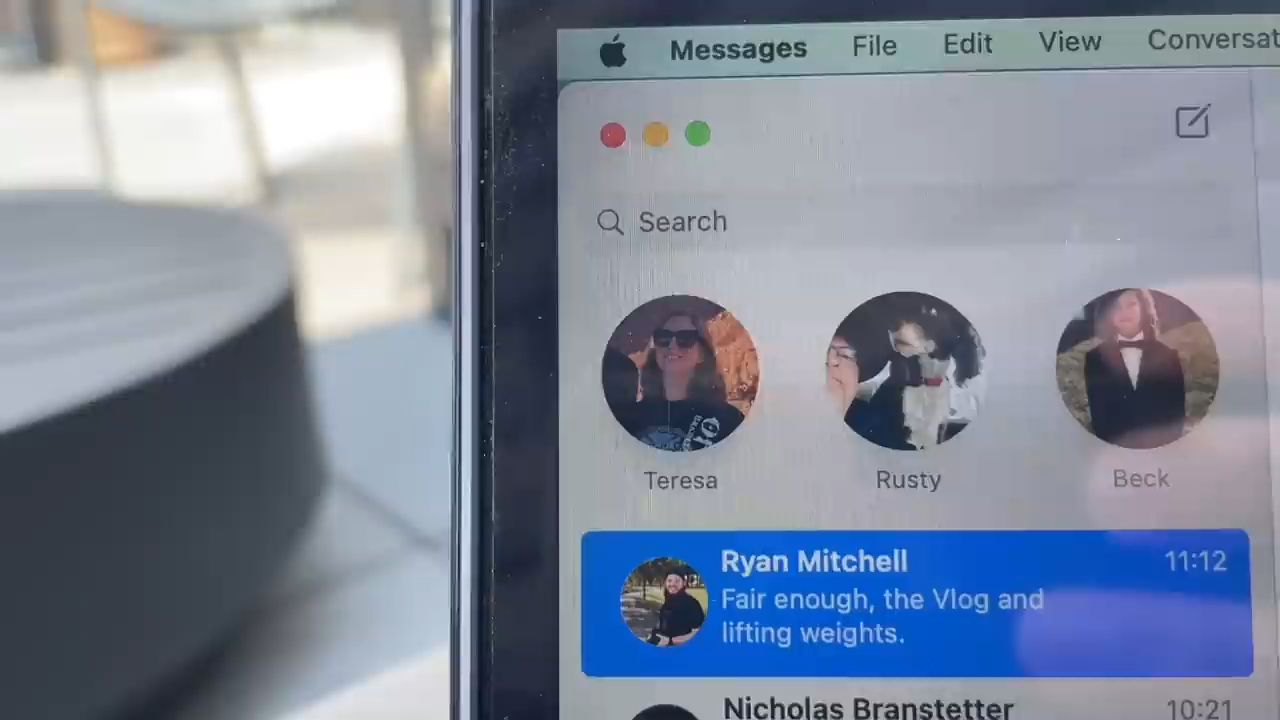 Messages File Edit View Conversat
Search
Teresa Rusty Beck
Ryan Mitchell 11:12
Fair enough, the Vlog and
lifting weights.
Nicholas Branstetter 10:21